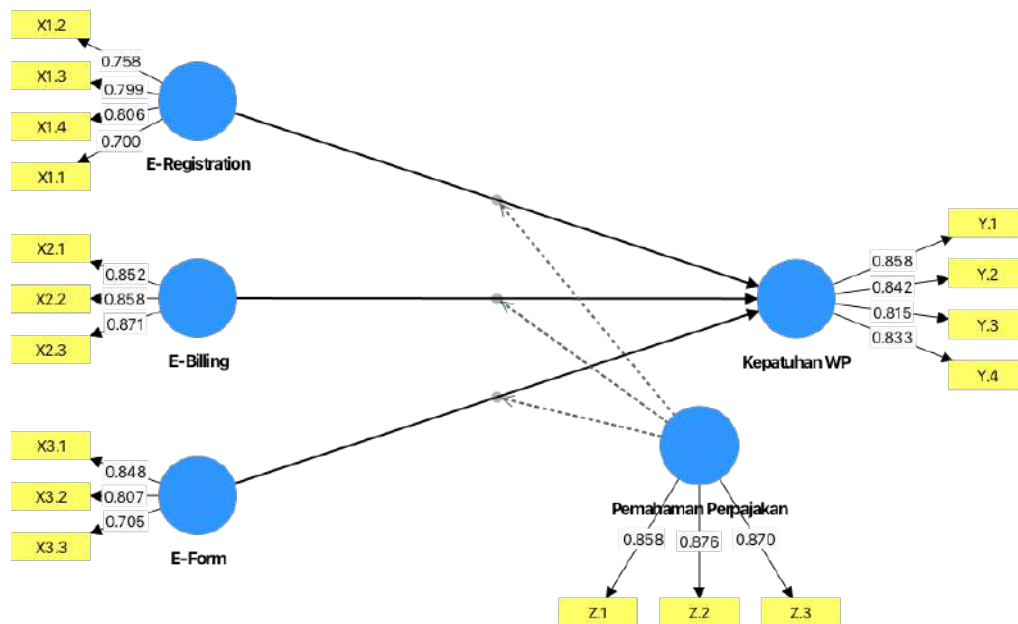 X1.2
X1.3
X1.4
X1.1
0.758
0.799
0.806
0.700
E-Registration
X2.1
X2.2
X2.3
0.852
0.858
0.871
E-Billing
X3.1
X3.2
X3.3
0.848
0.807
0.705
E-Form
Kepatuhan WP
0.858
0.842
0.815
0.833
Y.1
Y.2
Y.3
Y.4
Pemahaman Perpajakan
0.858
0.876
0.870
Z.1
Z.2
Z.3